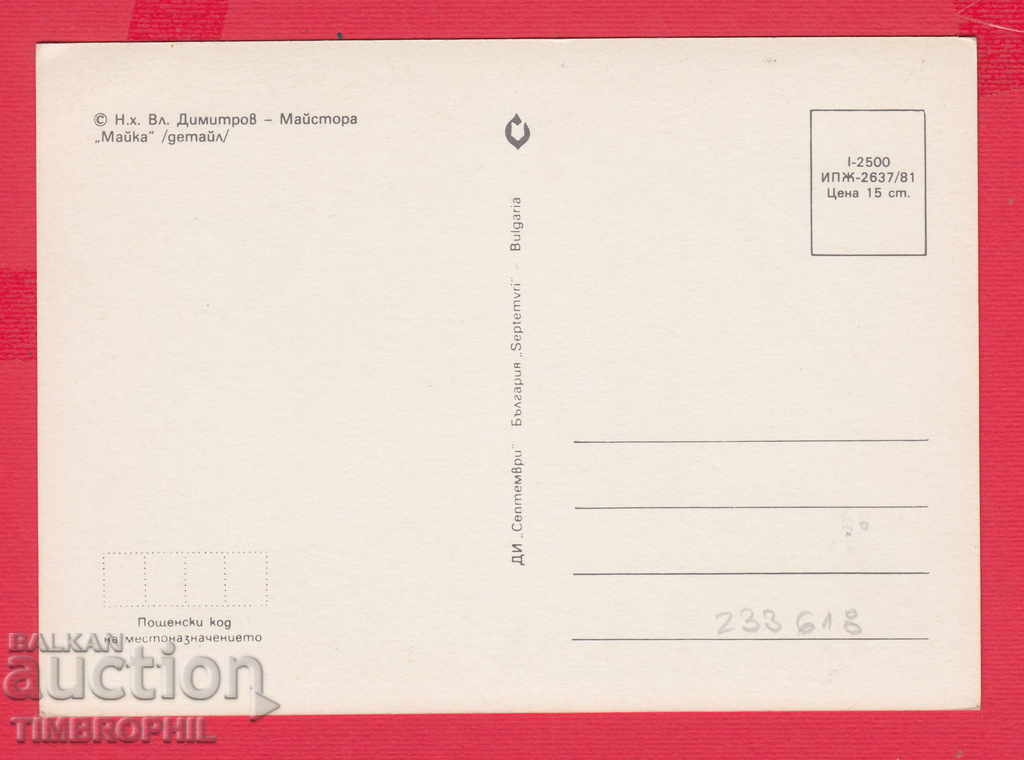 © Н.х. Вл. Димитров – Майстора
„Майка" /детайл/
I-2500
ИПЖ-2637/81
Цена 15 ст.
ДИ „Септември" България „Septemvri" - Bulgaria
Пощенски код
на местоназначението
233618
BALKAN
auction
TIMBROPHIL